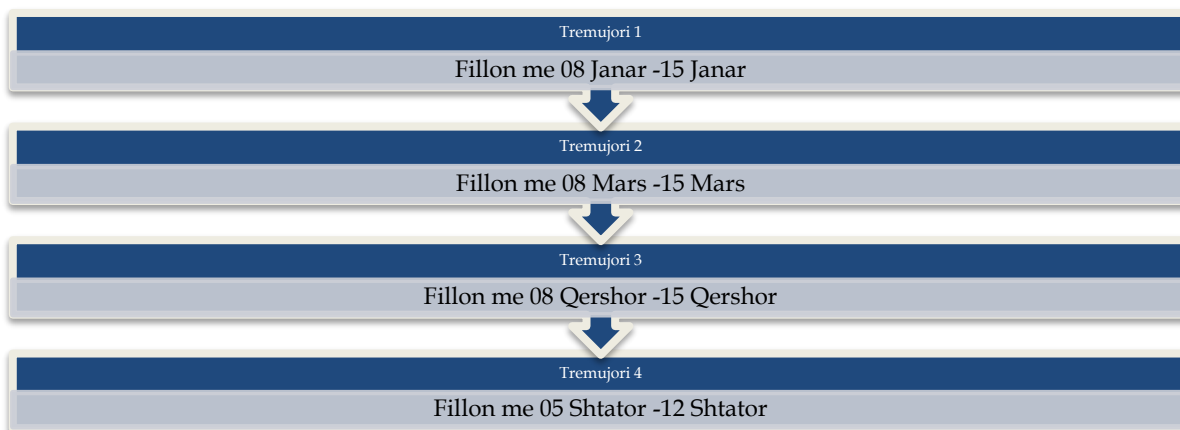 Tremujori 1
Fillon me 08 Janar -15 Janar
Tremujori 2
Fillon me 08 Mars -15 Mars
Tremujori 3
Fillon me 08 Qershor -15 Qershor
Tremujori 4
Fillon me 05 Shtator -12 Shtator